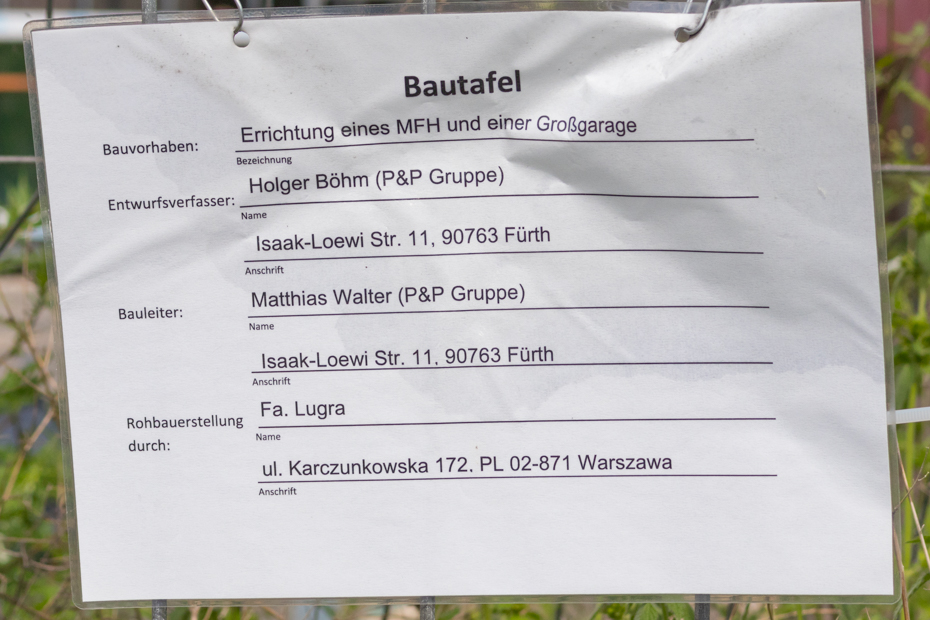 Bautafel
Bauvorhaben: Errichtung eines MFH und einer Großgarage
Bezeichnung
Entwurfsverfasser: Holger Böhm (P&P Gruppe)
Name
Isaak-Loewi Str. 11, 90763 Fürth
Anschrift
Bauleiter: Matthias Walter (P&P Gruppe)
Name
Isaak-Loewi Str. 11, 90763 Fürth
Anschrift
Rohbauerstellung Fa. Lugra
durch: Name
ul. Karczunkowska 172, PL 02-871 Warszawa
Anschrift